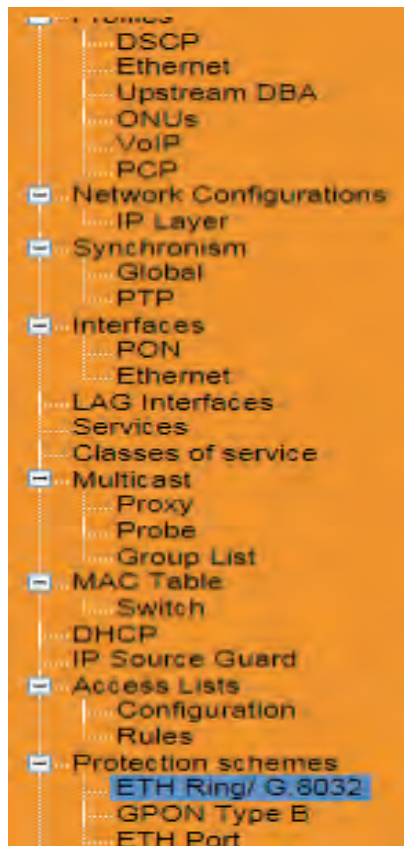 Profiles
DSCP
Ethernet
Upstream DBA
ONUs
VoIP
PCP
Network Configurations
IP Layer
Synchronism
Global
PTP
Interfaces
PON
Ethernet
LAG Interfaces
Services
Classes of service
Multicast
Proxy
Probe
Group List
MAC Table
Switch
DHCP
IP Source Guard
Access Lists
Configuration
Rules
Protection schemes
ETH Ring/ G.8032
GPON Type B
ETH Port